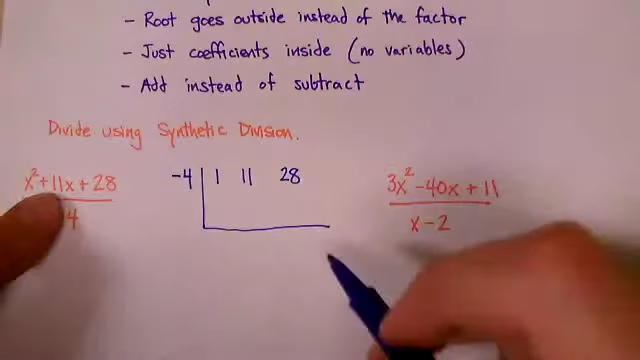 - Root goes outside instead of the factor
- Just coefficients inside (no variables)
- Add instead of subtract
Divide using Synthetic Division.
x²+11x+28
4
-4 | 1 11 28
3x²-40x+11
x-2